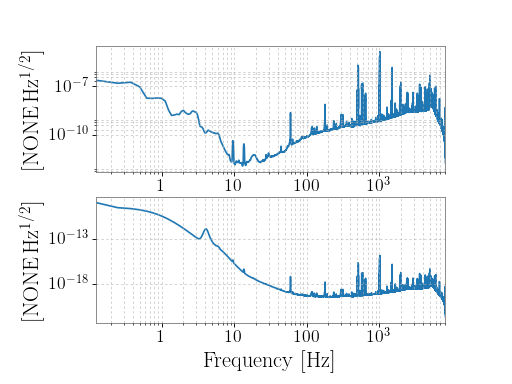 [NONE Hz^{1/2}]
10^{-7}
10^{-10}
1 10 100 10^3
[NONE Hz^{1/2}]
10^{-13}
10^{-18}
1 10 100 10^3
Frequency [Hz]